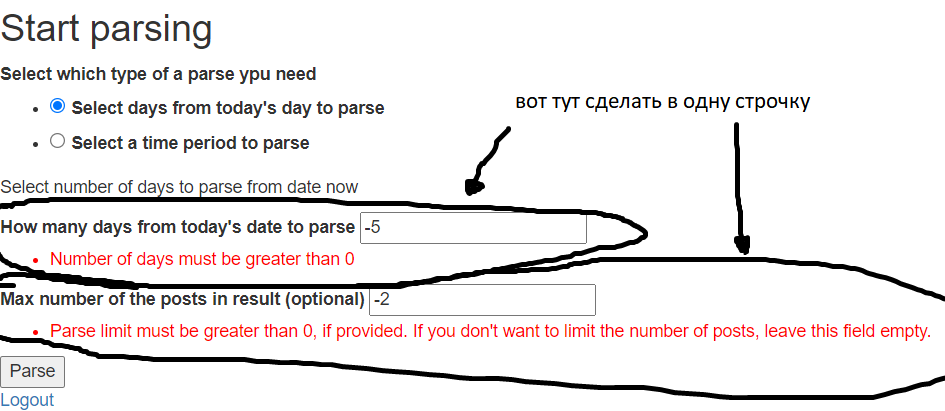 Start parsing
Select which type of a parse ypu need
Select days from today's day to parse
вот тут сделать в одну строчку
Select a time period to parse
Select number of days to parse from date now
How many days from today's date to parse -5
Number of days must be greater than 0
Max number of the posts in result (optional) -2
Parse limit must be greater than 0, if provided. If you don't want to limit the number of posts, leave this field empty.
Parse
Logout